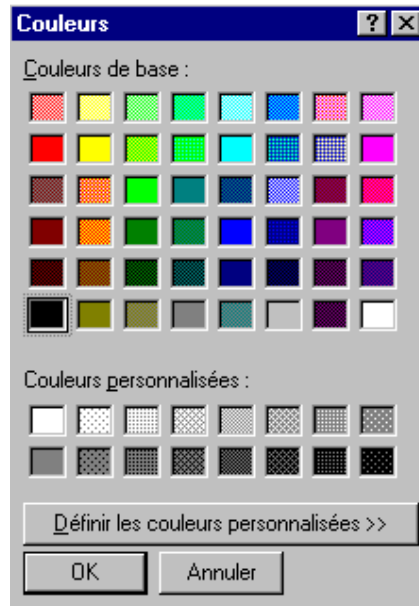 Couleurs ? ×
Couleurs de base :
Couleurs personnalisées :
Définir les couleurs personnalisées >>
OK Annuler